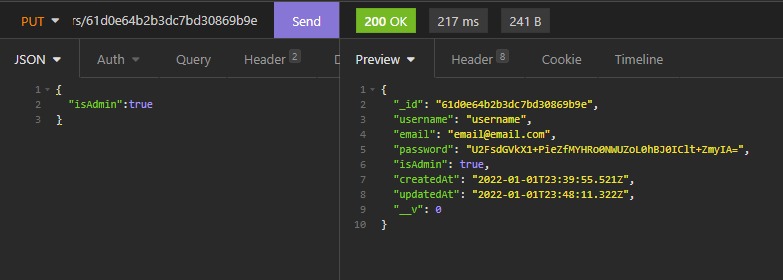 PUT rs/61d0e64b2b3dc7bd30869b9e Send 200 OK 217 ms 241 B
JSON Auth Query Header 2 D Preview Header 8 Cookie Timeline
1 {
2 "isAdmin":true
3 }
1 {
2 "_id": "61d0e64b2b3dc7bd30869b9e",
3 "username": "username",
4 "email": "email@email.com",
5 "password": "U2FsdGVkX1+PieZfMYHRo0NWUZoL0hBJ0IClt+ZmyIA=",
6 "isAdmin": true,
7 "createdAt": "2022-01-01T23:39:55.521Z",
8 "updatedAt": "2022-01-01T23:48:11.322Z",
9 "__v": 0
10 }